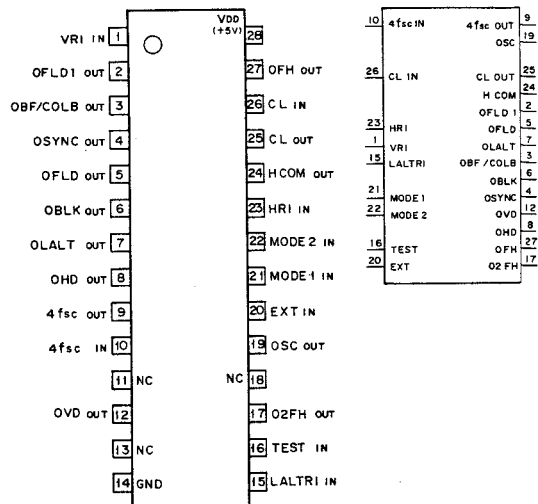 VRI IN 1
OFLD1 OUT 2
OBF/COLB OUT 3
OSYNC OUT 4
OFLD OUT 5
OBLK OUT 6
OLALT OUT 7
OHD OUT 8
4fsc OUT 9
4fsc IN 10
11 NC
OVD OUT 12
13 NC
14 GND
VDD
(+5V) 28
27 OFH OUT
26 CL IN
25 CL OUT
24 HCOM OUT
23 HRI IN
22 MODE 2 IN
21 MODE 1 IN
20 EXT IN
19 OSC OUT
NC 18
17 O2FH OUT
16 TEST IN
15 LALTRI IN
10 4fsc IN
26 CL IN
23 HRI
1 VRI
15 LALTRI
21 MODE 1
22 MODE 2
16 TEST
20 EXT
4fsc OUT 9
OSC 19
CL OUT 25
H COM 24
OFLD 1 2
OFLD 5
OLALT 7
OBF/COLB 3
OBLK 6
OSYNC 4
OVD 12
OHD 8
OFH 27
O2FH 17